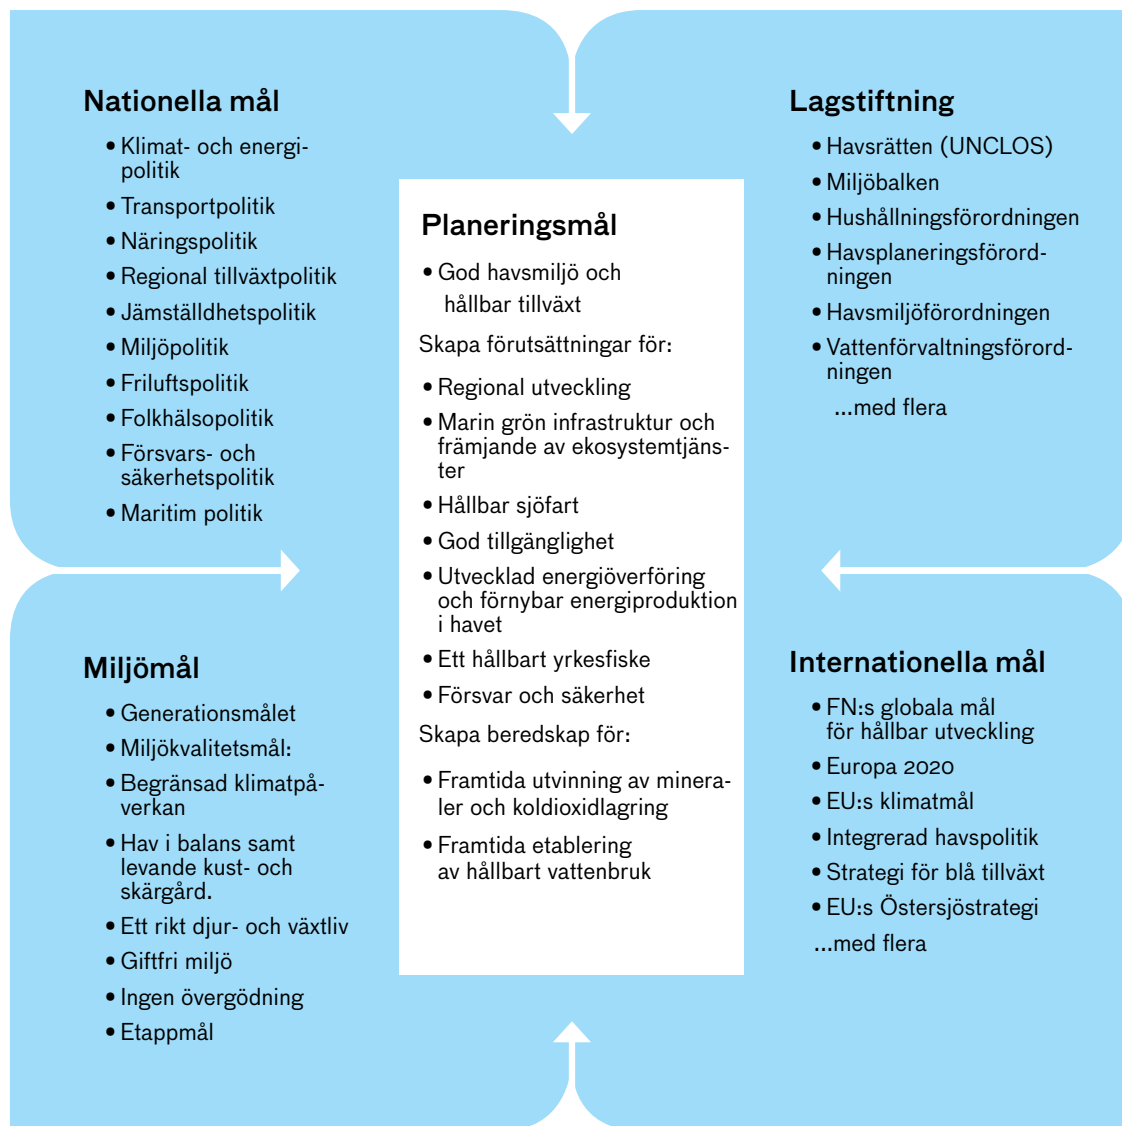 Nationella mål
• Klimat- och energi-
politik
• Transportpolitik
• Näringspolitik
• Regional tillväxtpolitik
• Jämställdhetspolitik
• Miljöpolitik
• Friluftspolitik
• Folkhälsopolitik
• Försvars- och
säkerhetspolitik
• Maritim politik
Lagstiftning
• Havsrätten (UNCLOS)
• Miljöbalken
• Hushållningsförordningen
• Havsplaneringsförord-
ningen
• Havsmiljöförordningen
• Vattenförvaltningsförord-
ningen
...med flera
Planeringsmål
• God havsmiljö och
hållbar tillväxt
Skapa förutsättningar för:
• Regional utveckling
• Marin grön infrastruktur och
främjande av ekosystemtjäns-
ter
• Hållbar sjöfart
• God tillgänglighet
• Utvecklad energiöverföring
och förnybar energiproduktion
i havet
• Ett hållbart yrkesfiske
• Försvar och säkerhet
Skapa beredskap för:
• Framtida utvinning av minera-
ler och koldioxidlagring
• Framtida etablering
av hållbart vattenbruk
Miljömål
• Generationsmålet
• Miljökvalitetsmål:
• Begränsad klimatpå-
verkan
• Hav i balans samt
levande kust- och
skärgård.
• Ett rikt djur- och växtliv
• Giftfri miljö
• Ingen övergödning
• Etappmål
Internationella mål
• FN:s globala mål
för hållbar utveckling
• Europa 2020
• EU:s klimatmål
• Integrerad havspolitik
• Strategi för blå tillväxt
• EU:s Östersjöstrategi
...med flera